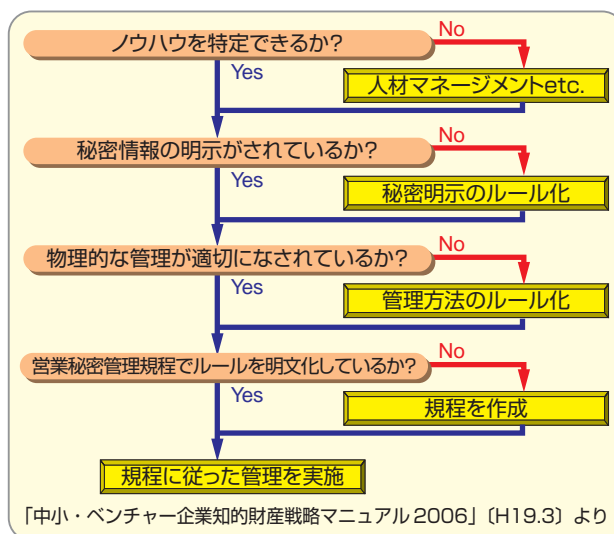 ノウハウを特定できるか?
No
Yes
人材マネージメントetc.
秘密情報の明示がされているか?
No
Yes
秘密明示のルール化
物理的な管理が適切になされているか?
No
Yes
管理方法のルール化
営業秘密管理規程でルールを明文化しているか?
No
Yes
規程を作成
規程に従った管理を実施
「中小・ベンチャー企業知的財産戦略マニュアル2006」(H19.3)より